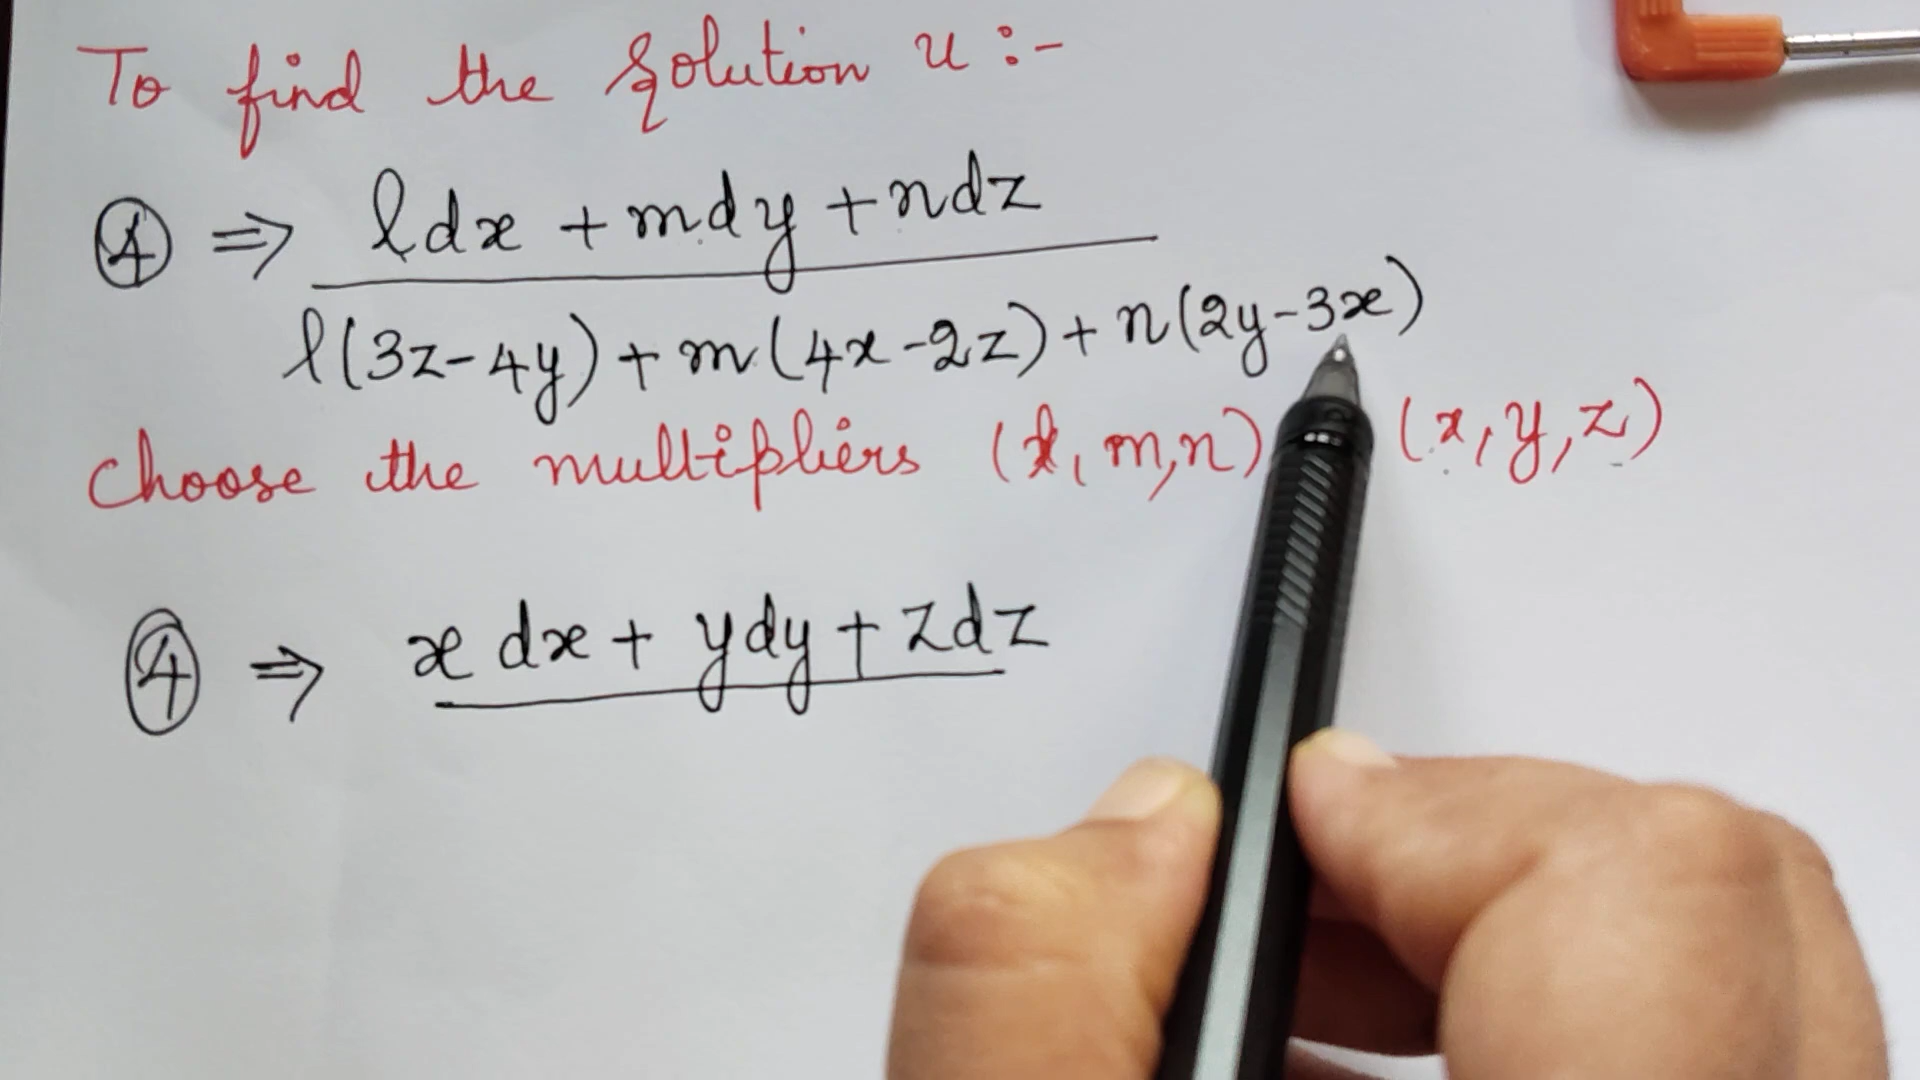 To find the solution u :-
④ ⇒ ldx + mdy + ndz
l(3z-4y) + m(4x-2z) + n(2y-3x)
choose the multipliers (l, m, n) (x, y, z)
④ ⇒ x dx + ydy + zdz